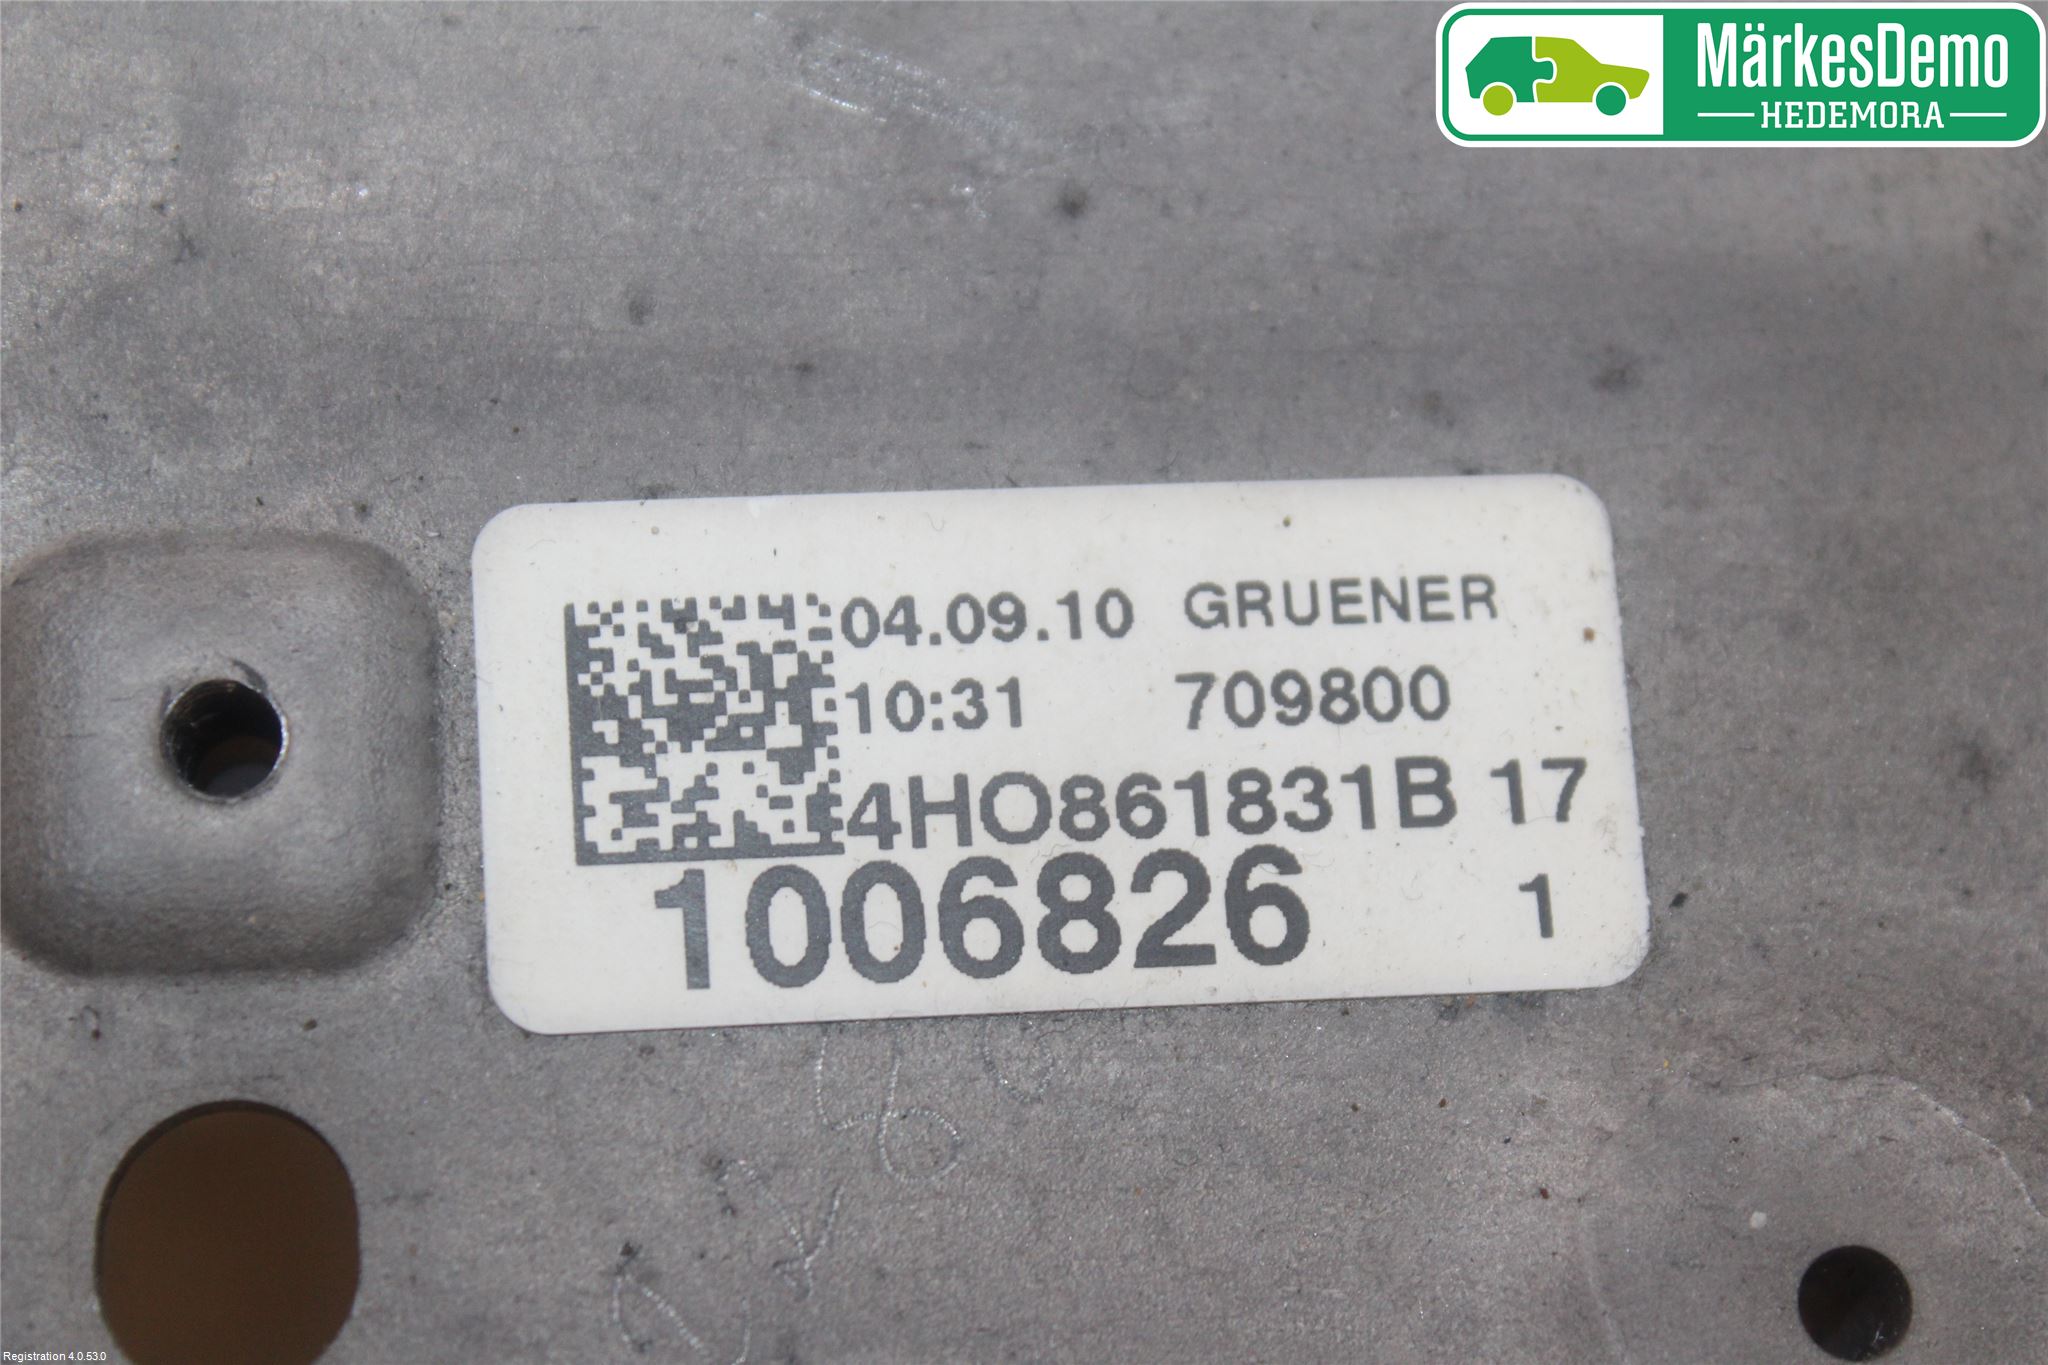 MärkesDemo
HEDEMORA
04.09.10 GRUENER
10:31 709800
4HO861831B 17
1006826 1
Registration 4.0.53.0